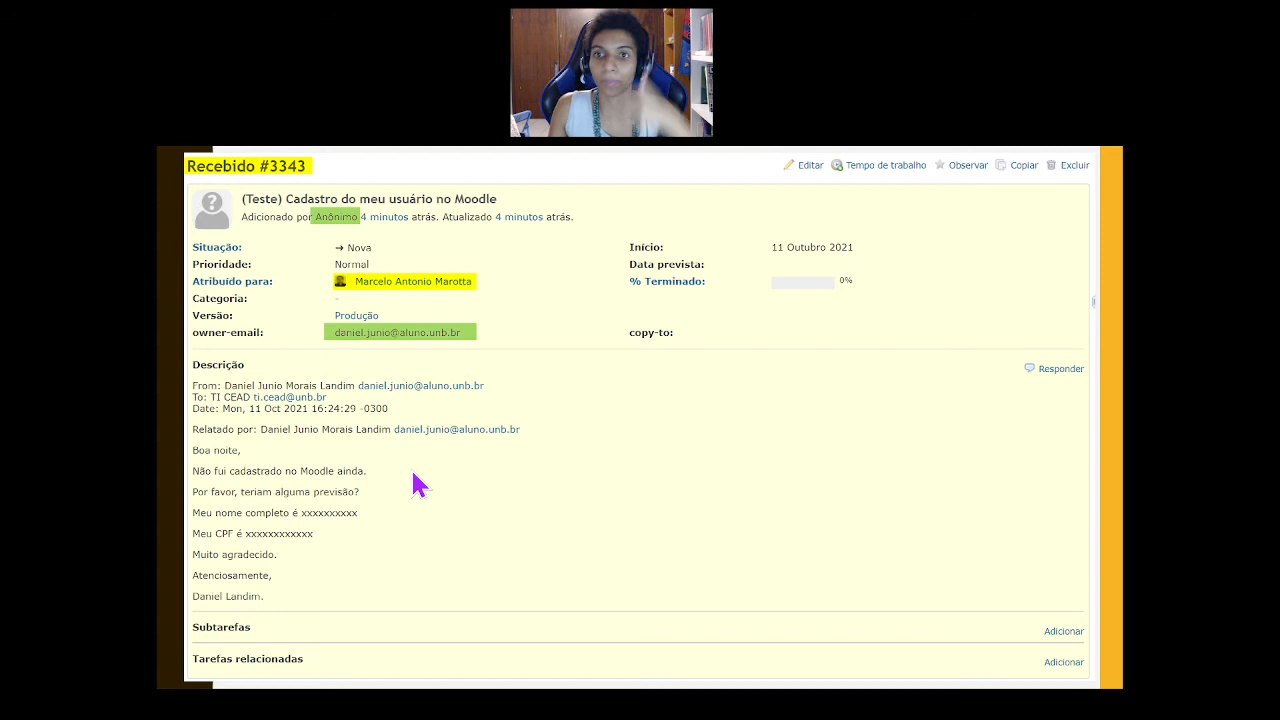 Recebido #3343
Editar Tempo de trabalho Observar Copiar Excluir
(Teste) Cadastro do meu usuário no Moodle
Adicionado por Anônimo 4 minutos atrás. Atualizado 4 minutos atrás.
Situação: → Nova Início: 11 Outubro 2021
Prioridade: Normal Data prevista:
Atribuído para: Marcelo Antonio Marotta % Terminado: 0%
Categoria: -
Versão: Produção
owner-email: daniel.junio@aluno.unb.br copy-to:
Descrição
Responder
From: Daniel Junio Morais Landim daniel.junio@aluno.unb.br
To: TI CEAD ti.cead@unb.br
Date: Mon, 11 Oct 2021 16:24:29 -0300
Relatado por: Daniel Junio Morais Landim daniel.junio@aluno.unb.br
Boa noite,
Não fui cadastrado no Moodle ainda.
Por favor, teriam alguma previsão?
Meu nome completo é xxxxxxxxxx
Meu CPF é xxxxxxxxxxxx
Muito agradecido.
Atenciosamente,
Daniel Landim.
Subtarefas Adicionar
Tarefas relacionadas Adicionar